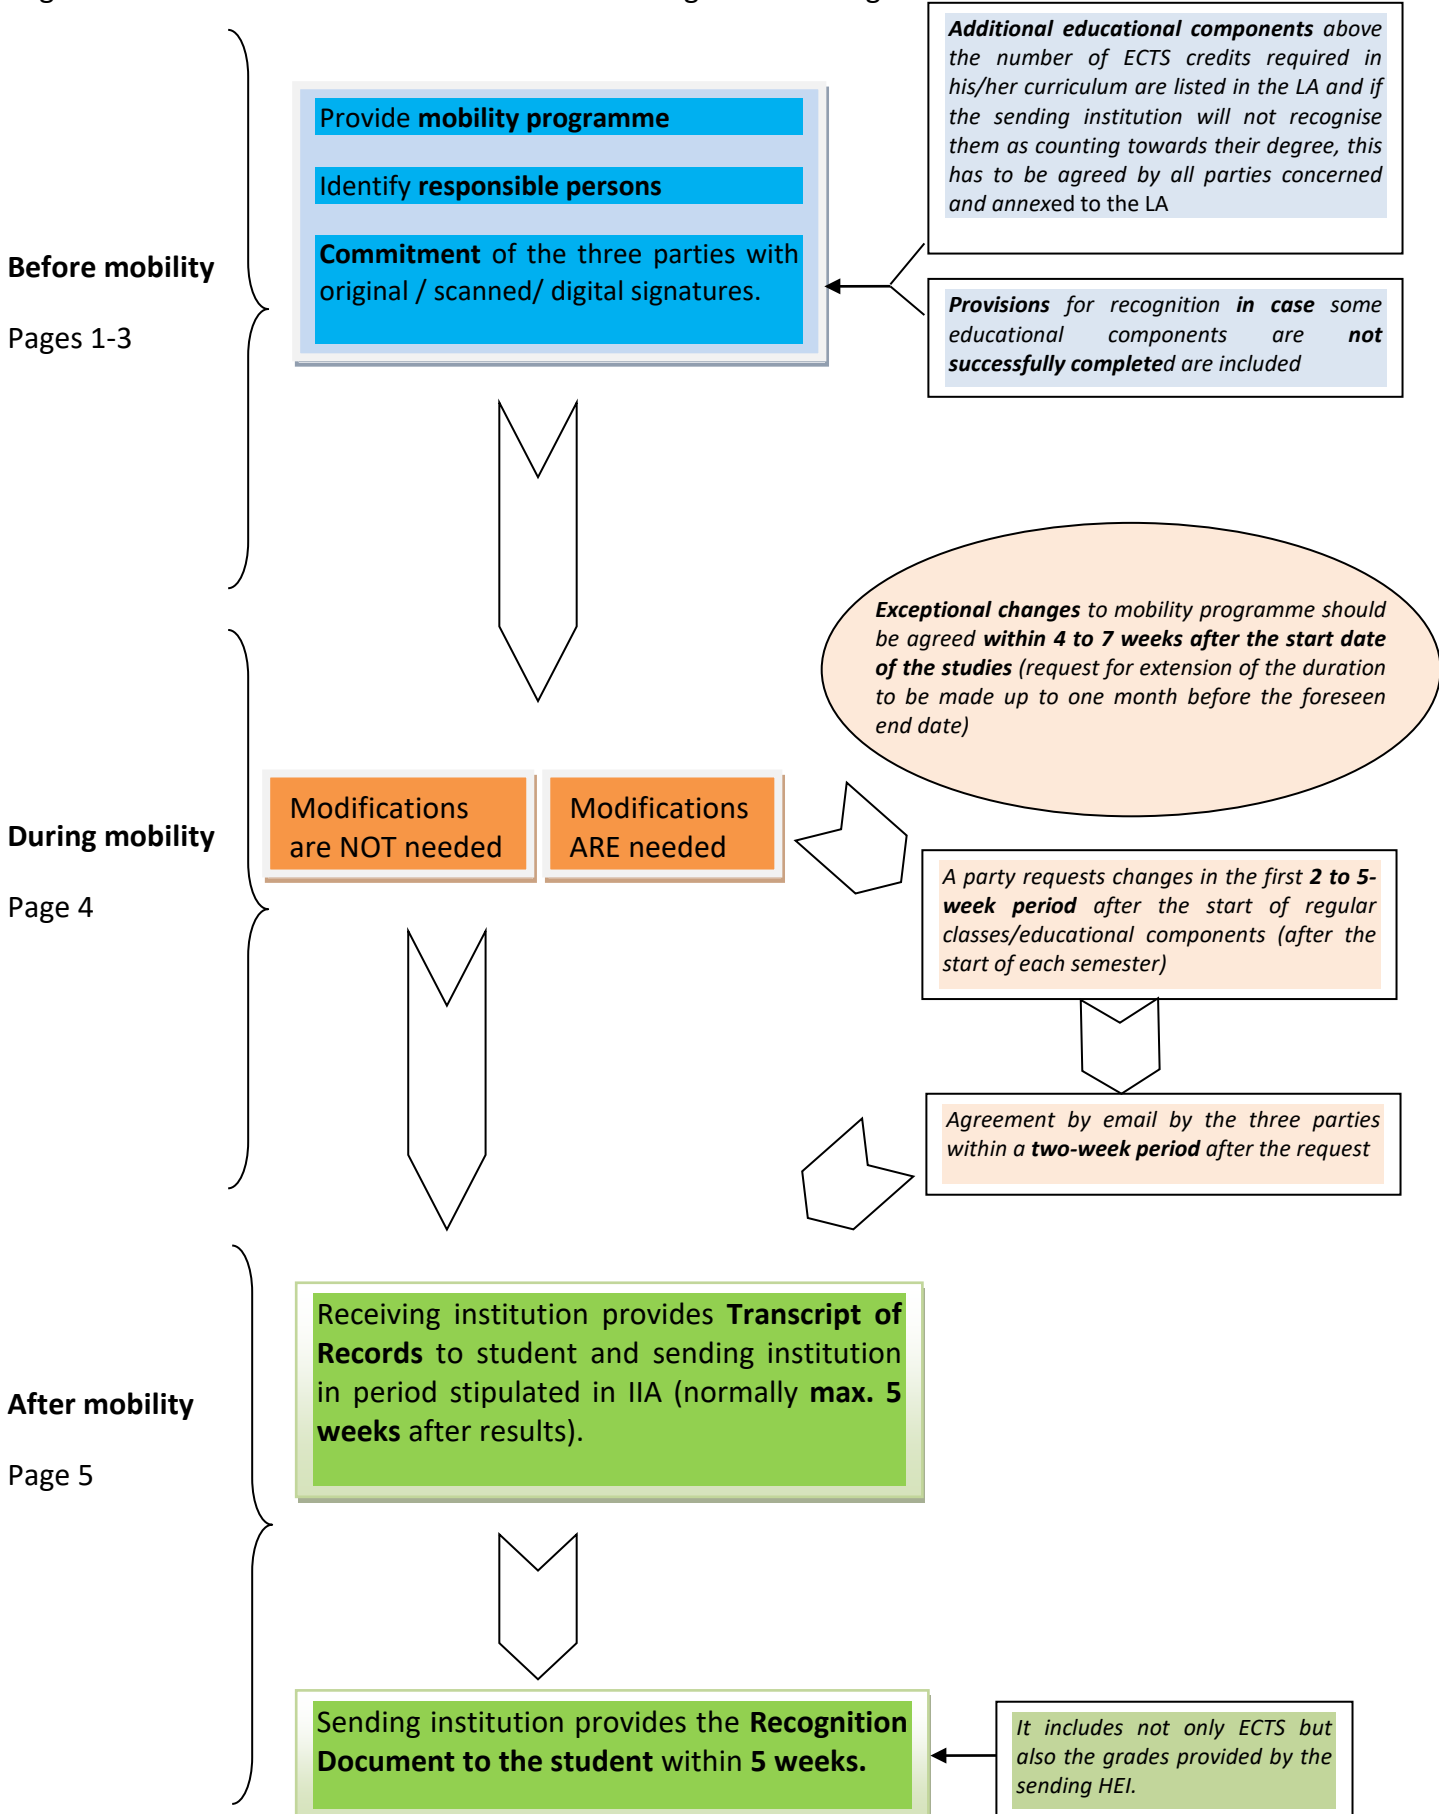 Additional educational components above
the number of ECTS credits required in
his/her curriculum are listed in the LA and if
the sending institution will not recognise
them as counting towards their degree, this
has to be agreed by all parties concerned
and annexed to the LA
Provide mobility programme
Identify responsible persons
Commitment of the three parties with
original / scanned/ digital signatures.
Before mobility
Pages 1-3
Provisions for recognition in case some
educational components are not
successfully completed are included
Exceptional changes to mobility programme should
be agreed within 4 to 7 weeks after the start date
of the studies (request for extension of the duration
to be made up to one month before the foreseen
end date)
During mobility
Page 4
Modifications
are NOT needed
Modifications
ARE needed
A party requests changes in the first 2 to 5-
week period after the start of regular
classes/educational components (after the
start of each semester)
Agreement by email by the three parties
within a two-week period after the request
After mobility
Page 5
Receiving institution provides Transcript of
Records to student and sending institution
in period stipulated in IIA (normally max. 5
weeks after results).
Sending institution provides the Recognition
Document to the student within 5 weeks.
It includes not only ECTS but
also the grades provided by the
sending HEI.